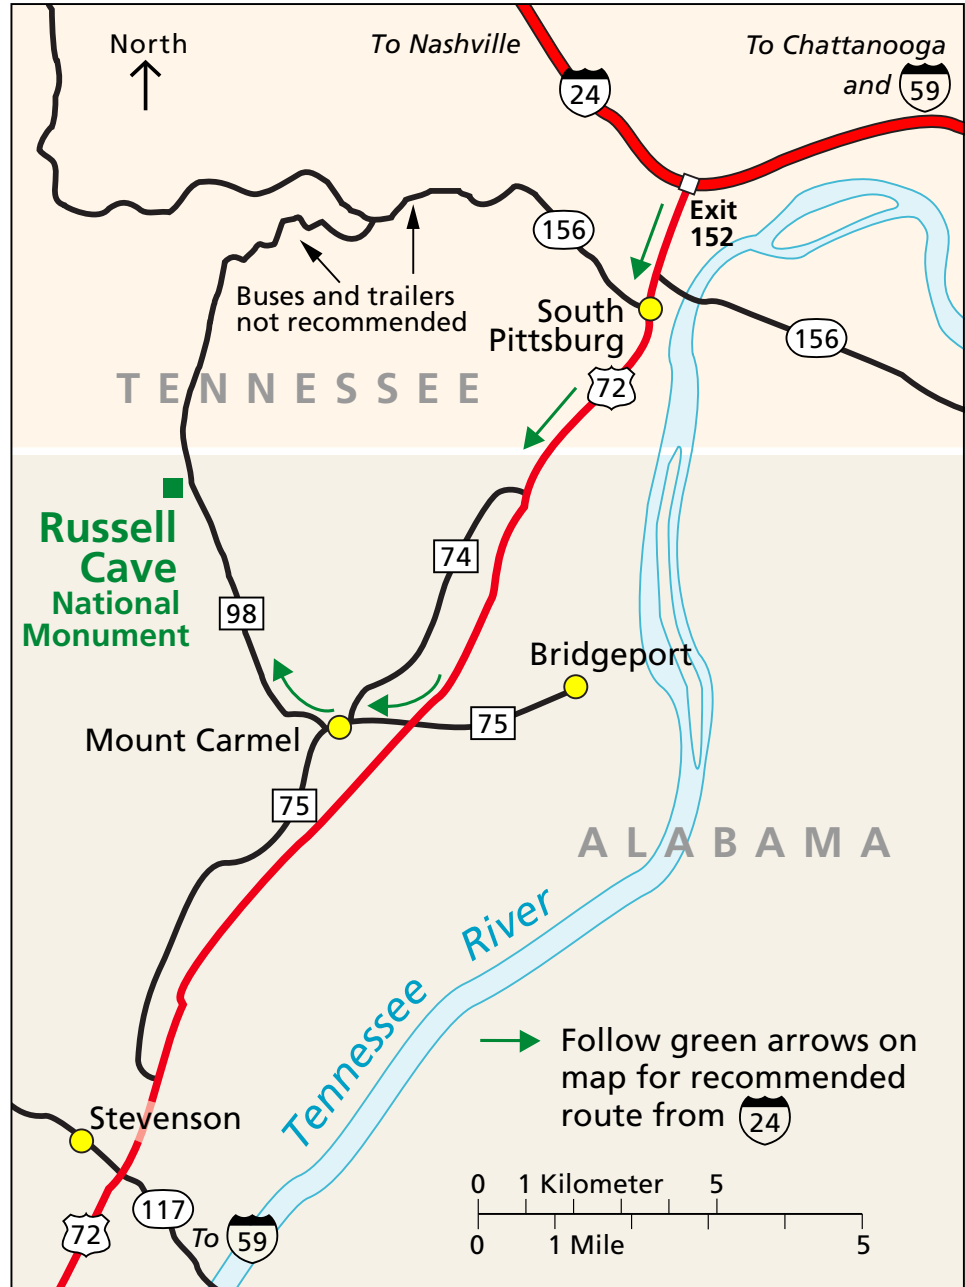 North
To Nashville
To Chattanooga
and 59
24
Exit
152
156
Buses and trailers
not recommended
South
Pittsburg
156
TENNESSEE
72
Russell
Cave
National
Monument
74
98
Bridgeport
75
Mount Carmel
75
ALABAMA
Tennessee River
Follow green arrows on
map for recommended
route from 24
Stevenson
117
72
To 59
0 1 Kilometer 5
0 1 Mile 5